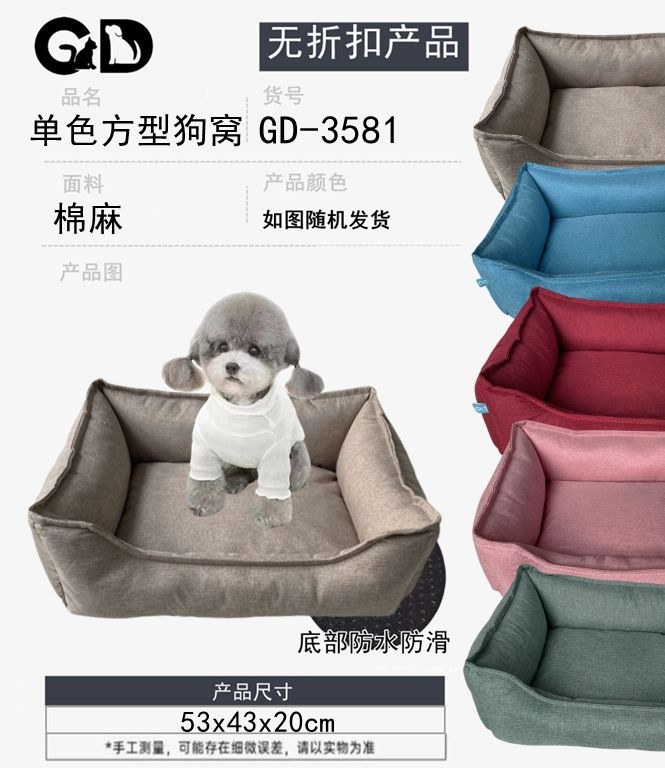 GD
无折扣产品
品名
货号
单色方型狗窝
GD-3581
面料
产品颜色
棉麻
如图随机发货
产品图
底部防水防滑
产品尺寸
53x43x20cm
*手工测量，可能存在细微误差，请以实物为准